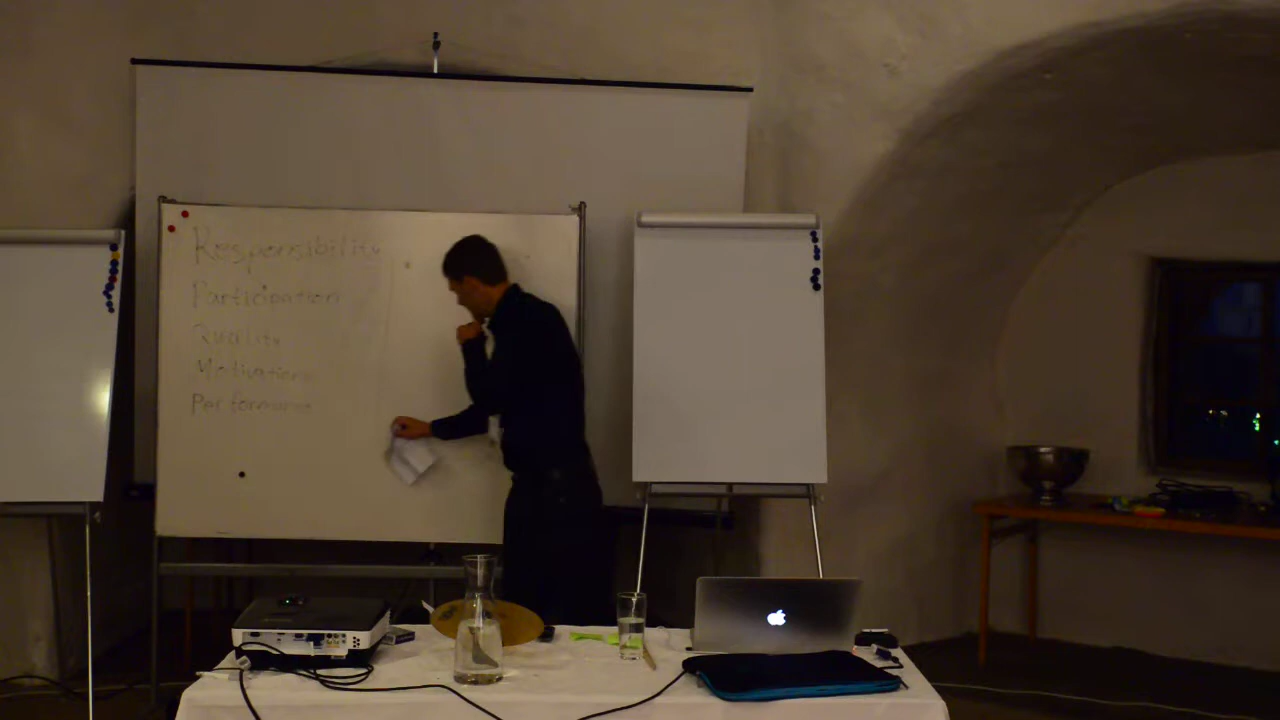 Responsibility
Participation
Quality
Motivation
Performance